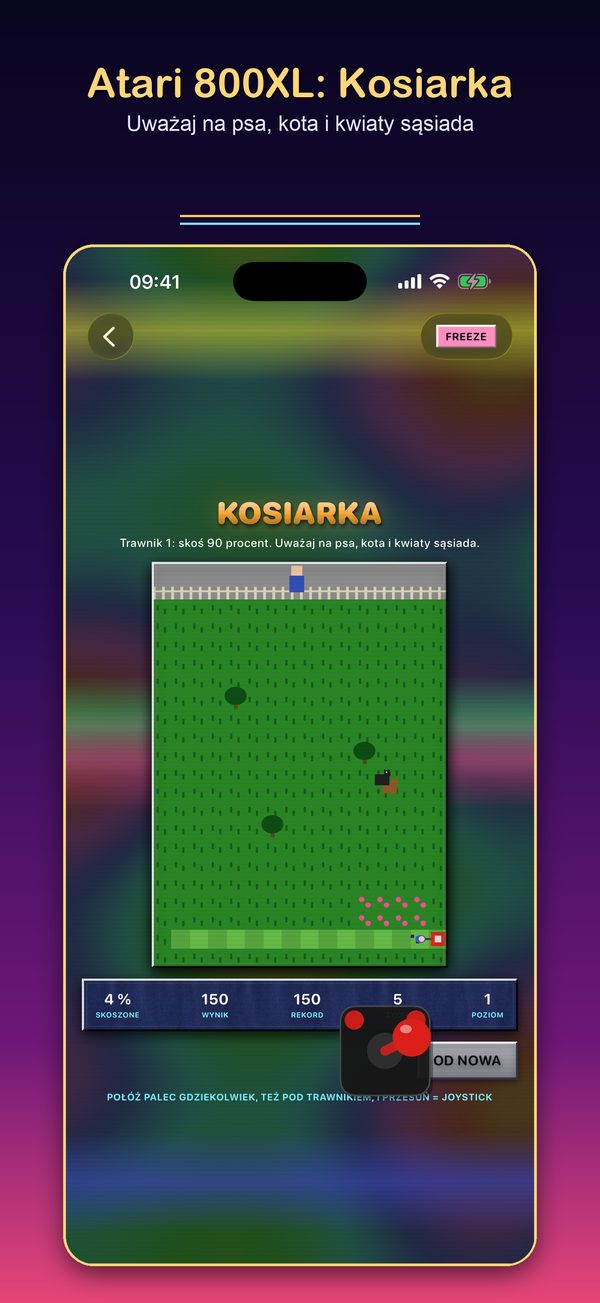 Atari 800XL: Kosiarka
Uważaj na psa, kota i kwiaty sąsiada
09:41
FREEZE
KOSIARKA
Trawnik 1: skoś 90 procent. Uważaj na psa, kota i kwiaty sąsiada.
4 % 150 150 5 1
SKOSZONE WYNIK REKORD POZIOM
OD NOWA
POŁÓŻ PALEC GDZIEKOLWIEK, TEŻ POD TRAWNIKIEM, I PRZESUŃ = JOYSTICK